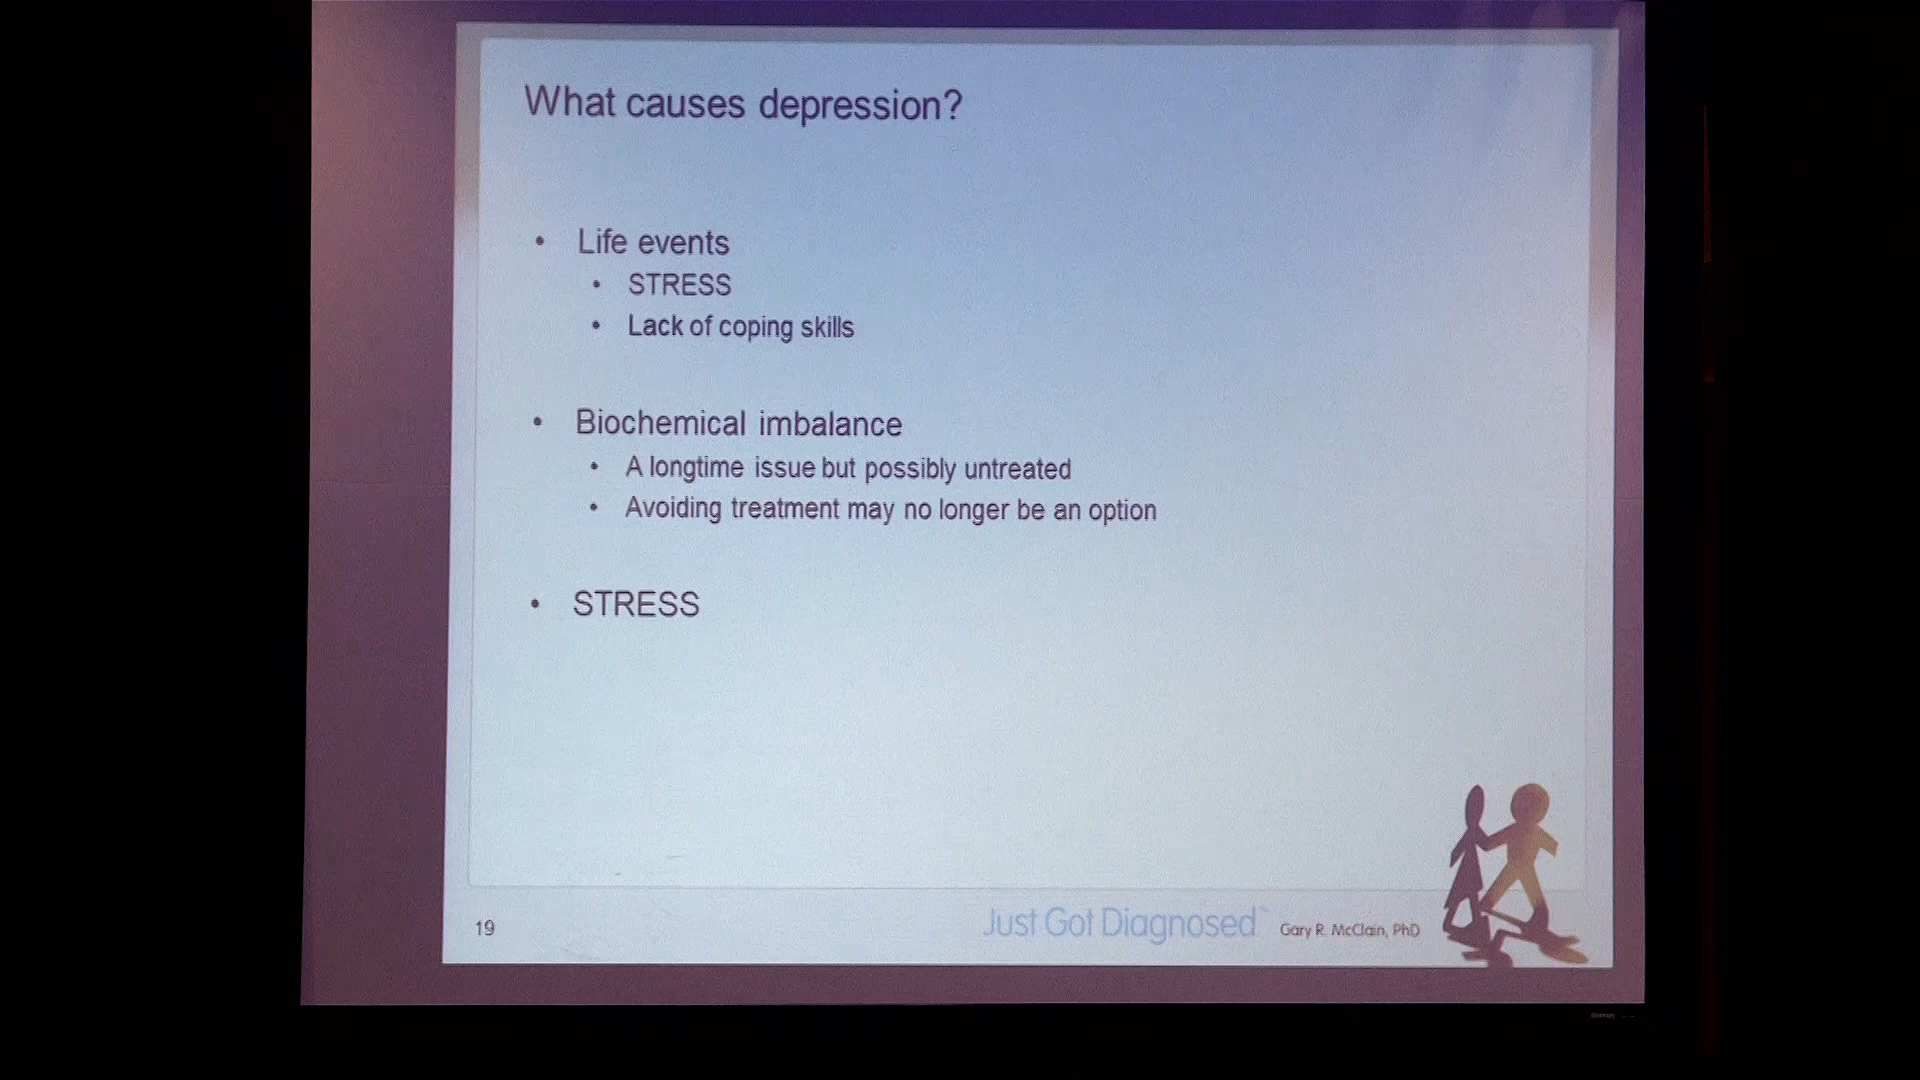 What causes depression?
• Life events
• STRESS
• Lack of coping skills
• Biochemical imbalance
• A longtime issue but possibly untreated
• Avoiding treatment may no longer be an option
• STRESS
19
Just Got Diagnosed™
Gary R. McClain, PhD